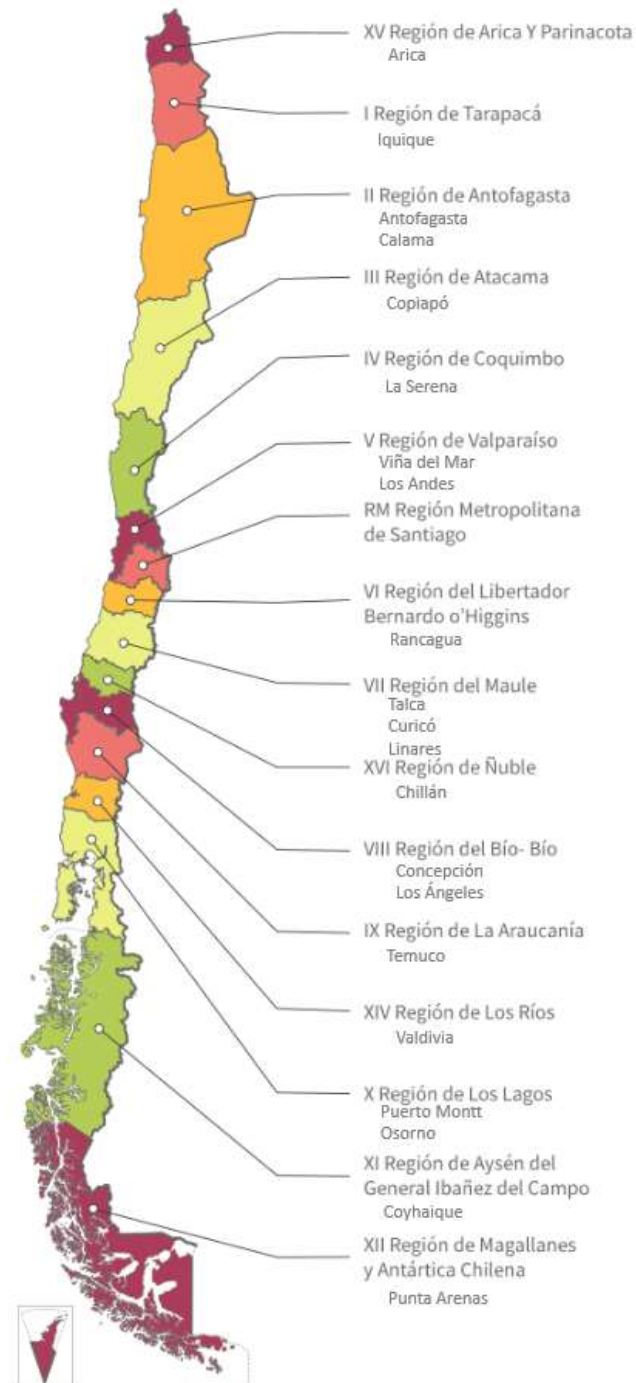 XV Región de Arica Y Parinacota
Arica
I Región de Tarapacá
Iquique
II Región de Antofagasta
Antofagasta
Calama
III Región de Atacama
Copiapó
IV Región de Coquimbo
La Serena
V Región de Valparaíso
Viña del Mar
Los Andes
RM Región Metropolitana
de Santiago
VI Región del Libertador
Bernardo o'Higgins
Rancagua
VII Región del Maule
Talca
Curicó
Linares
XVI Región de Ñuble
Chillán
VIII Región del Bío- Bío
Concepción
Los Ángeles
IX Región de La Araucanía
Temuco
XIV Región de Los Ríos
Valdivia
X Región de Los Lagos
Puerto Montt
Osorno
XI Región de Aysén del
General Ibañez del Campo
Coyhaique
XII Región de Magallanes
y Antártica Chilena
Punta Arenas